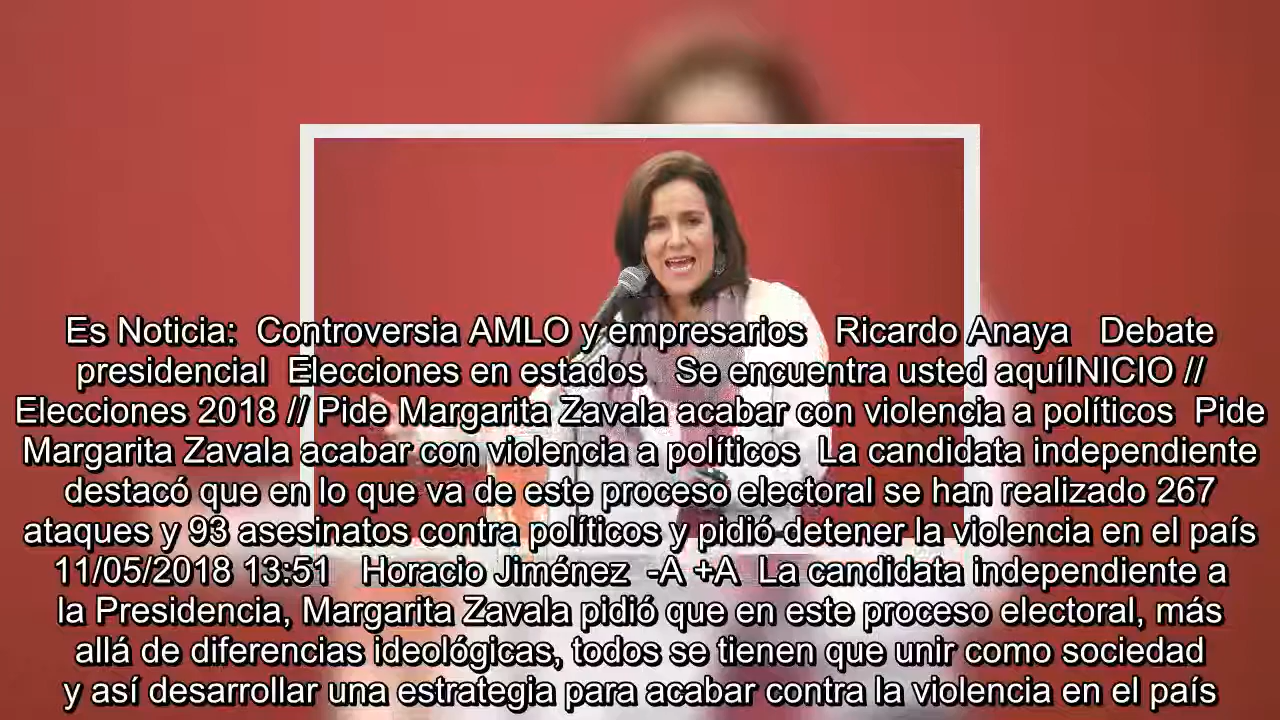 Es Noticia:  Controversia AMLO y empresarios   Ricardo Anaya   Debate
presidencial  Elecciones en estados   Se encuentra usted aquíINICIO //
Elecciones 2018 // Pide Margarita Zavala acabar con violencia a políticos  Pide
Margarita Zavala acabar con violencia a políticos  La candidata independiente
destacó que en lo que va de este proceso electoral se han realizado 267
ataques y 93 asesinatos contra políticos y pidió detener la violencia en el país
11/05/2018 13:51   Horacio Jiménez  -A +A  La candidata independiente a
la Presidencia, Margarita Zavala pidió que en este proceso electoral, más
allá de diferencias ideológicas, todos se tienen que unir como sociedad
y así desarrollar una estrategia para acabar contra la violencia en el país